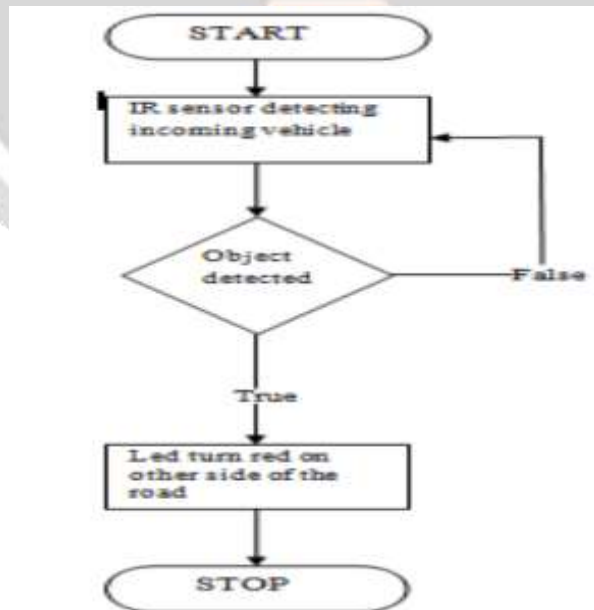 START
IR sensor detecting
incoming vehicle
Object
detected
False
True
Led turn red on
other side of the
road
STOP